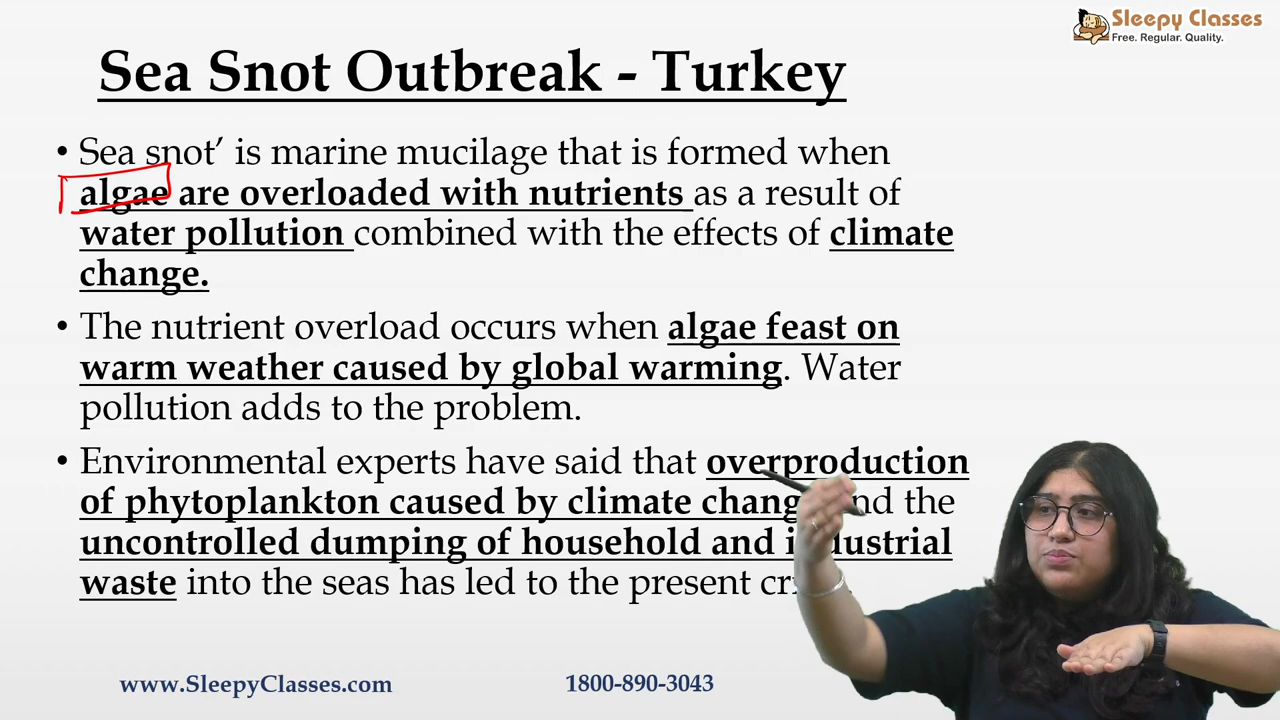 Sleepy Classes
Free. Regular. Quality.
Sea Snot Outbreak - Turkey
• Sea snot’ is marine mucilage that is formed when
algae are overloaded with nutrients as a result of
water pollution combined with the effects of climate
change.
• The nutrient overload occurs when algae feast on
warm weather caused by global warming. Water
pollution adds to the problem.
• Environmental experts have said that overproduction
of phytoplankton caused by climate and the
uncontrolled dumping of household and industrial
waste into the seas has led to the present
www.SleepyClasses.com
1800-890-3043